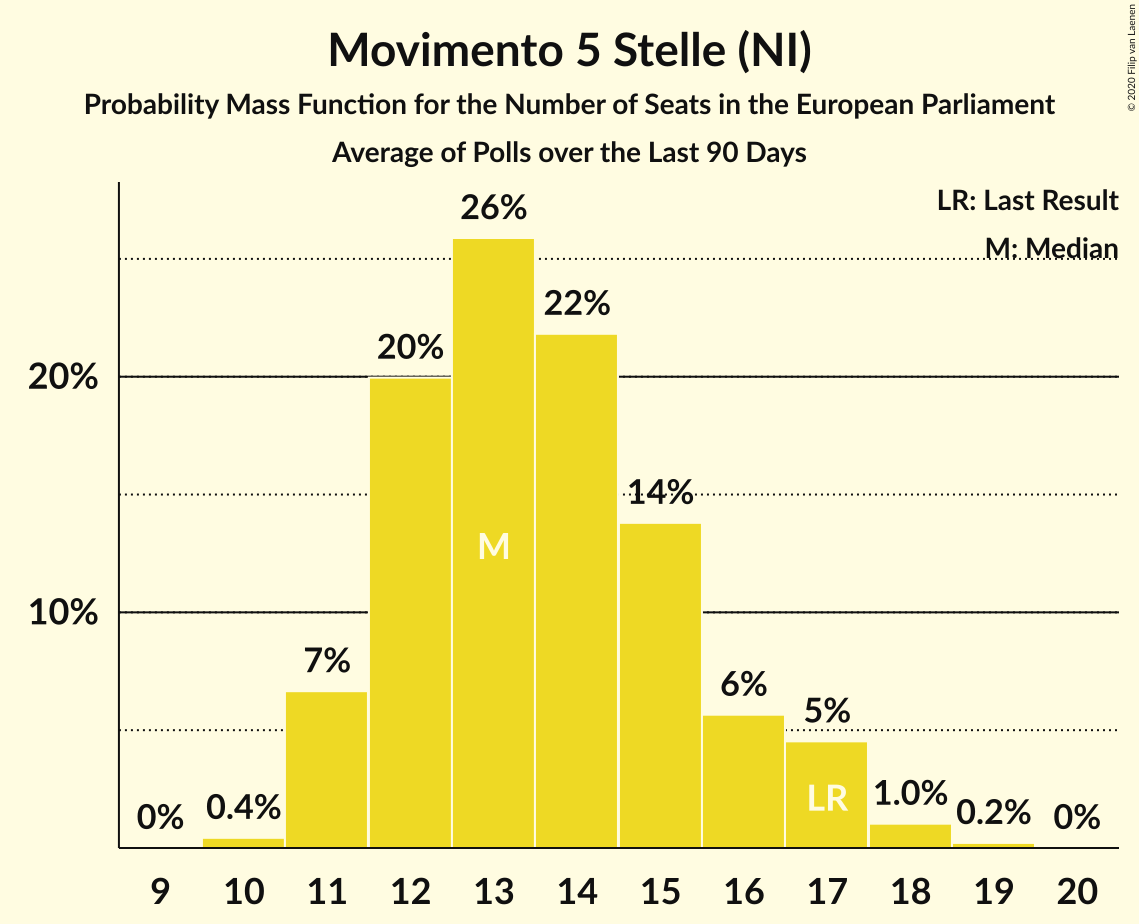 Movimento 5 Stelle (NI)
Probability Mass Function for the Number of Seats in the European Parliament
Average of Polls over the Last 90 Days
© 2020 Filip van Laenen
LR: Last Result
M: Median
20%
10%
0%
0.4%
7%
20%
26%
22%
14%
6%
5%
1.0%
0.2%
0%
M
LR
9 10 11 12 13 14 15 16 17 18 19 20